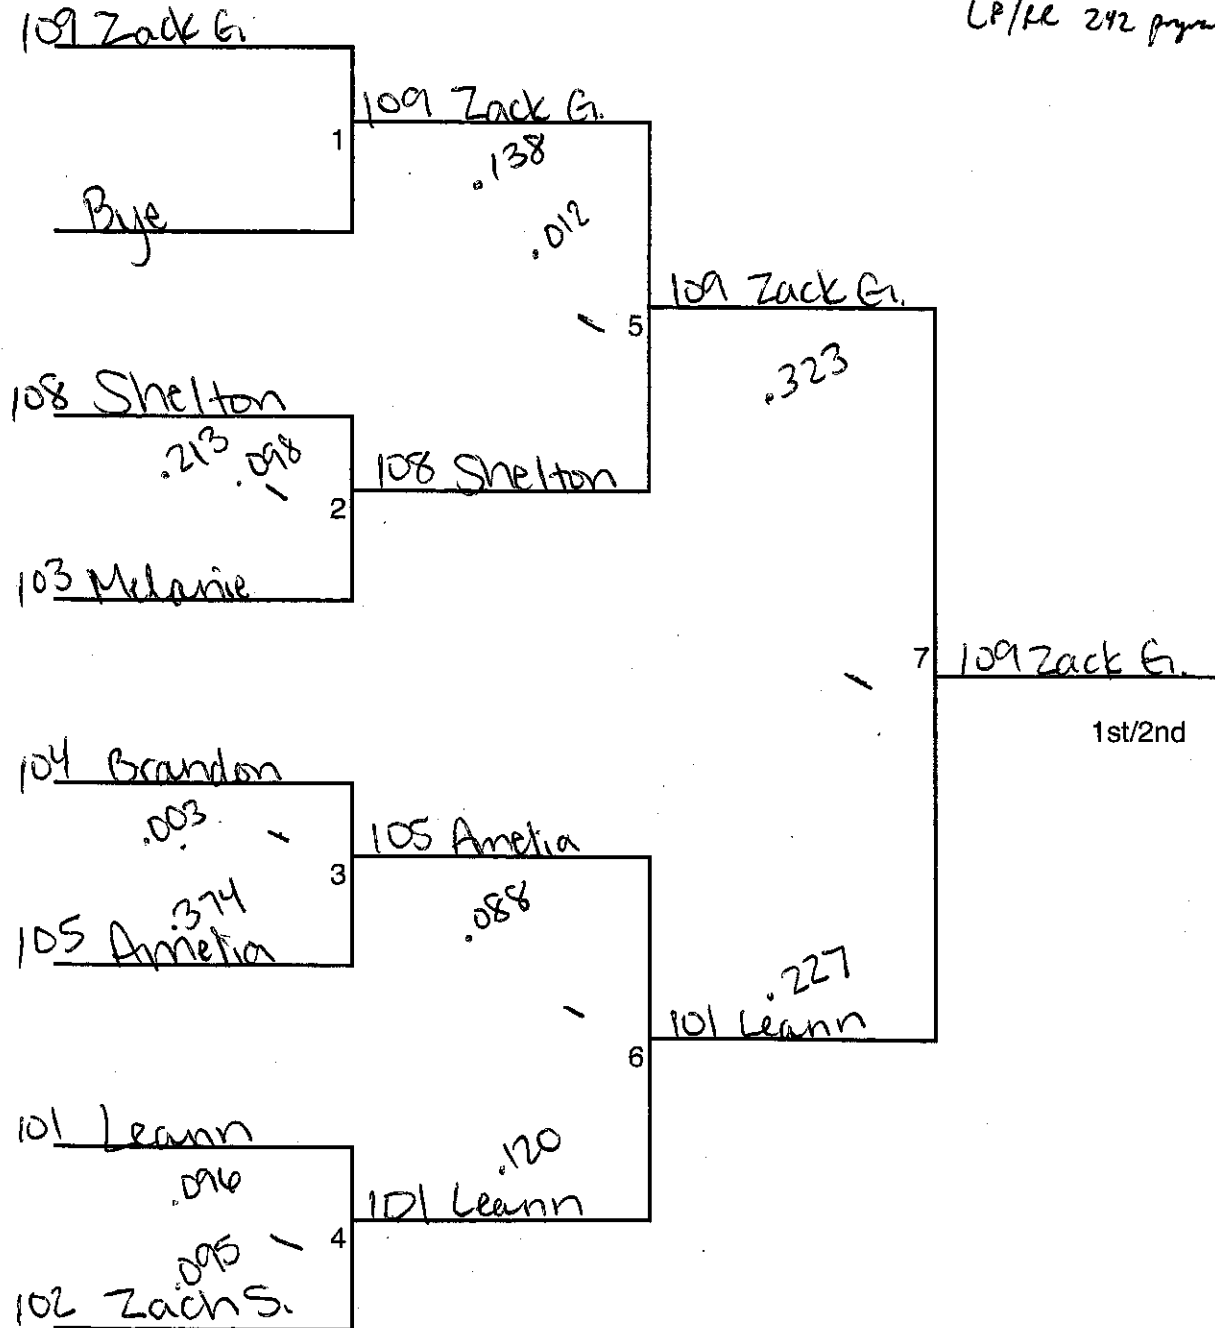 109 Zack G.
LP/RR 242
109 Zack G.
1
.138
Bye
.012
109 Zack G.
5
.323
108 Shelton
.213 .098
108 Shelton
2
103 Melanie
7
109 Zack G.
1st/2nd
104 Brandon
.003
105 Amelia
3
.374
.088
105 Amelia
.227
101 Leann
6
101 Leann
.120
.096
101 Leann
4
.095
102 Zach S.